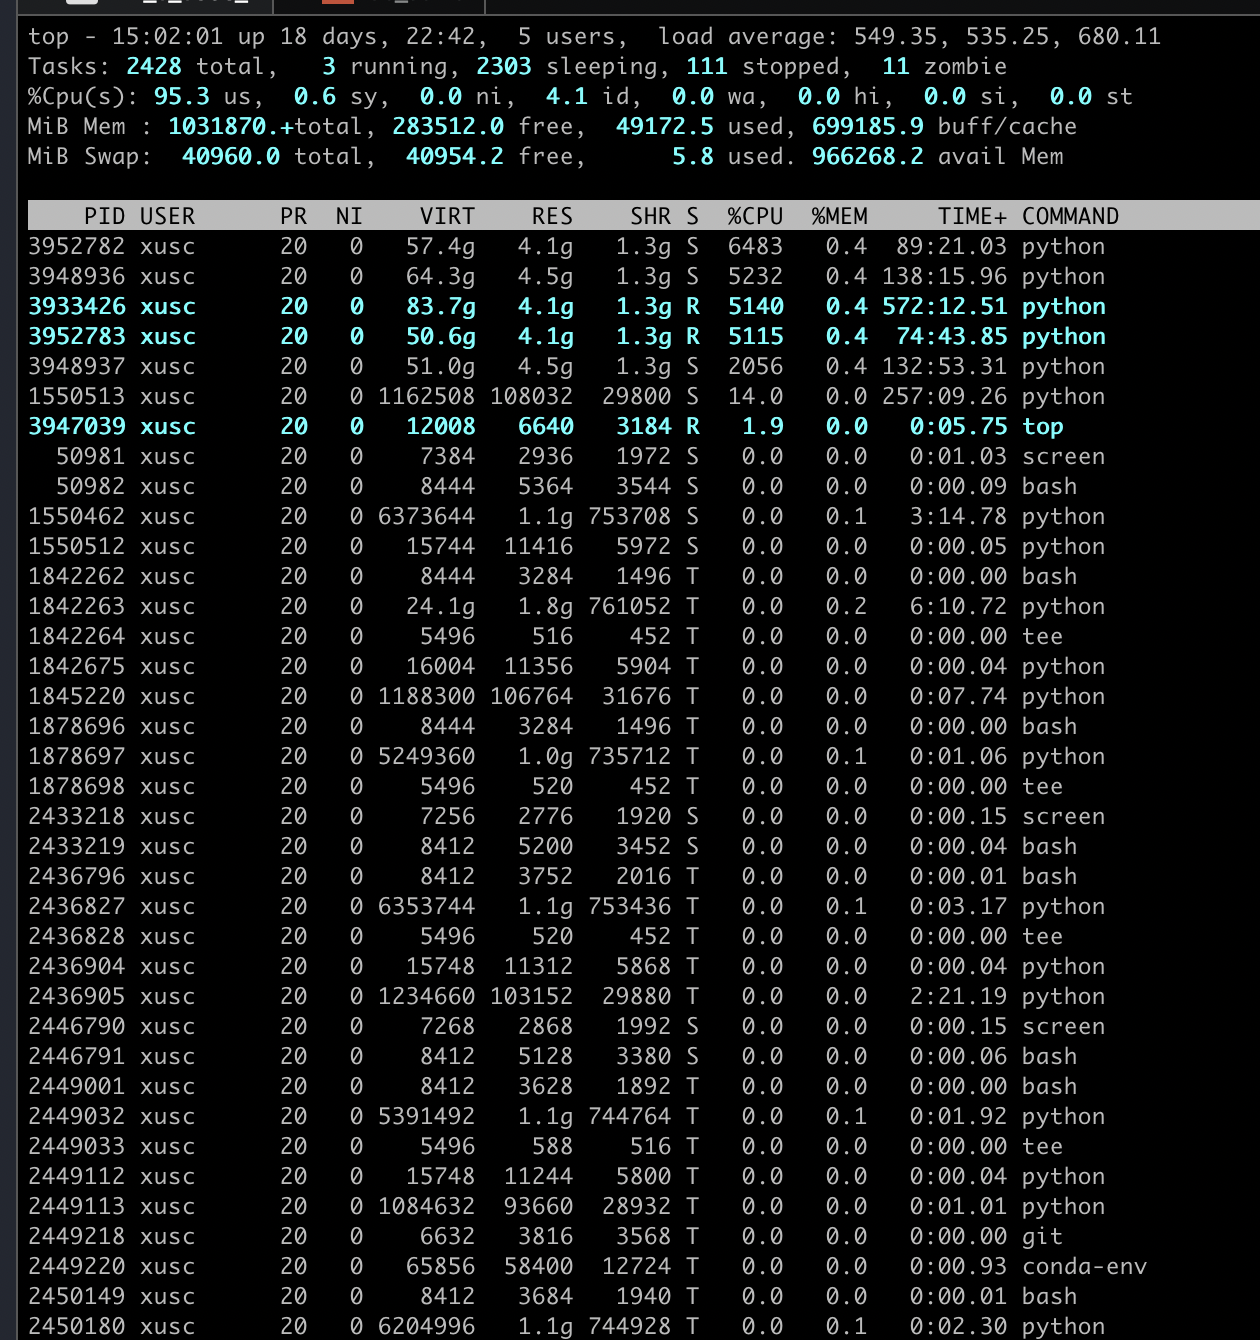 top - 15:02:01 up 18 days, 22:42,  5 users,  load average: 549.35, 535.25, 680.11
Tasks: 2428 total,   3 running, 2303 sleeping, 111 stopped,  11 zombie
%Cpu(s): 95.3 us,  0.6 sy,  0.0 ni,  4.1 id,  0.0 wa,  0.0 hi,  0.0 si,  0.0 st
MiB Mem : 1031870.+total, 283512.0 free,  49172.5 used, 699185.9 buff/cache
MiB Swap:  40960.0 total,  40954.2 free,      5.8 used. 966268.2 avail Mem
PID USER      PR  NI    VIRT    RES    SHR S  %CPU  %MEM     TIME+ COMMAND
3952782 xusc      20   0   57.4g   4.1g   1.3g S  6483   0.4  89:21.03 python
3948936 xusc      20   0   64.3g   4.5g   1.3g S  5232   0.4 138:15.96 python
3933426 xusc      20   0   83.7g   4.1g   1.3g R  5140   0.4 572:12.51 python
3952783 xusc      20   0   50.6g   4.1g   1.3g R  5115   0.4  74:43.85 python
3948937 xusc      20   0   51.0g   4.5g   1.3g S  2056   0.4 132:53.31 python
1550513 xusc      20   0 1162508 108032  29800 S  14.0   0.0 257:09.26 python
3947039 xusc      20   0   12008   6640   3184 R   1.9   0.0   0:05.75 top
50981 xusc      20   0    7384   2936   1972 S   0.0   0.0   0:01.03 screen
50982 xusc      20   0    8444   5364   3544 S   0.0   0.0   0:00.09 bash
1550462 xusc      20   0 6373644   1.1g 753708 S   0.0   0.1   3:14.78 python
1550512 xusc      20   0   15744  11416   5972 S   0.0   0.0   0:00.05 python
1842262 xusc      20   0    8444   3284   1496 T   0.0   0.0   0:00.00 bash
1842263 xusc      20   0   24.1g   1.8g 761052 T   0.0   0.2   6:10.72 python
1842264 xusc      20   0    5496    516    452 T   0.0   0.0   0:00.00 tee
1842675 xusc      20   0   16004  11356   5904 T   0.0   0.0   0:00.04 python
1845220 xusc      20   0 1188300 106764  31676 T   0.0   0.0   0:07.74 python
1878696 xusc      20   0    8444   3284   1496 T   0.0   0.0   0:00.00 bash
1878697 xusc      20   0 5249360   1.0g 735712 T   0.0   0.1   0:01.06 python
1878698 xusc      20   0    5496    520    452 T   0.0   0.0   0:00.00 tee
2433218 xusc      20   0    7256   2776   1920 S   0.0   0.0   0:00.15 screen
2433219 xusc      20   0    8412   5200   3452 S   0.0   0.0   0:00.04 bash
2436796 xusc      20   0    8412   3752   2016 T   0.0   0.0   0:00.01 bash
2436827 xusc      20   0 6353744   1.1g 753436 T   0.0   0.1   0:03.17 python
2436828 xusc      20   0    5496    520    452 T   0.0   0.0   0:00.00 tee
2436904 xusc      20   0   15748  11312   5868 T   0.0   0.0   0:00.04 python
2436905 xusc      20   0 1234660 103152  29880 T   0.0   0.0   2:21.19 python
2446790 xusc      20   0    7268   2868   1992 S   0.0   0.0   0:00.15 screen
2446791 xusc      20   0    8412   5128   3380 S   0.0   0.0   0:00.06 bash
2449001 xusc      20   0    8412   3628   1892 T   0.0   0.0   0:00.00 bash
2449032 xusc      20   0 5391492   1.1g 744764 T   0.0   0.1   0:01.92 python
2449033 xusc      20   0    5496    588    516 T   0.0   0.0   0:00.00 tee
2449112 xusc      20   0   15748  11244   5800 T   0.0   0.0   0:00.04 python
2449113 xusc      20   0 1084632  93660  28932 T   0.0   0.0   0:01.01 python
2449218 xusc      20   0    6632   3816   3568 T   0.0   0.0   0:00.00 git
2449220 xusc      20   0   65856  58400  12724 T   0.0   0.0   0:00.93 conda-env
2450149 xusc      20   0    8412   3684   1940 T   0.0   0.0   0:00.01 bash
2450180 xusc      20   0 6204996   1.1g 744928 T   0.0   0.1   0:02.30 python